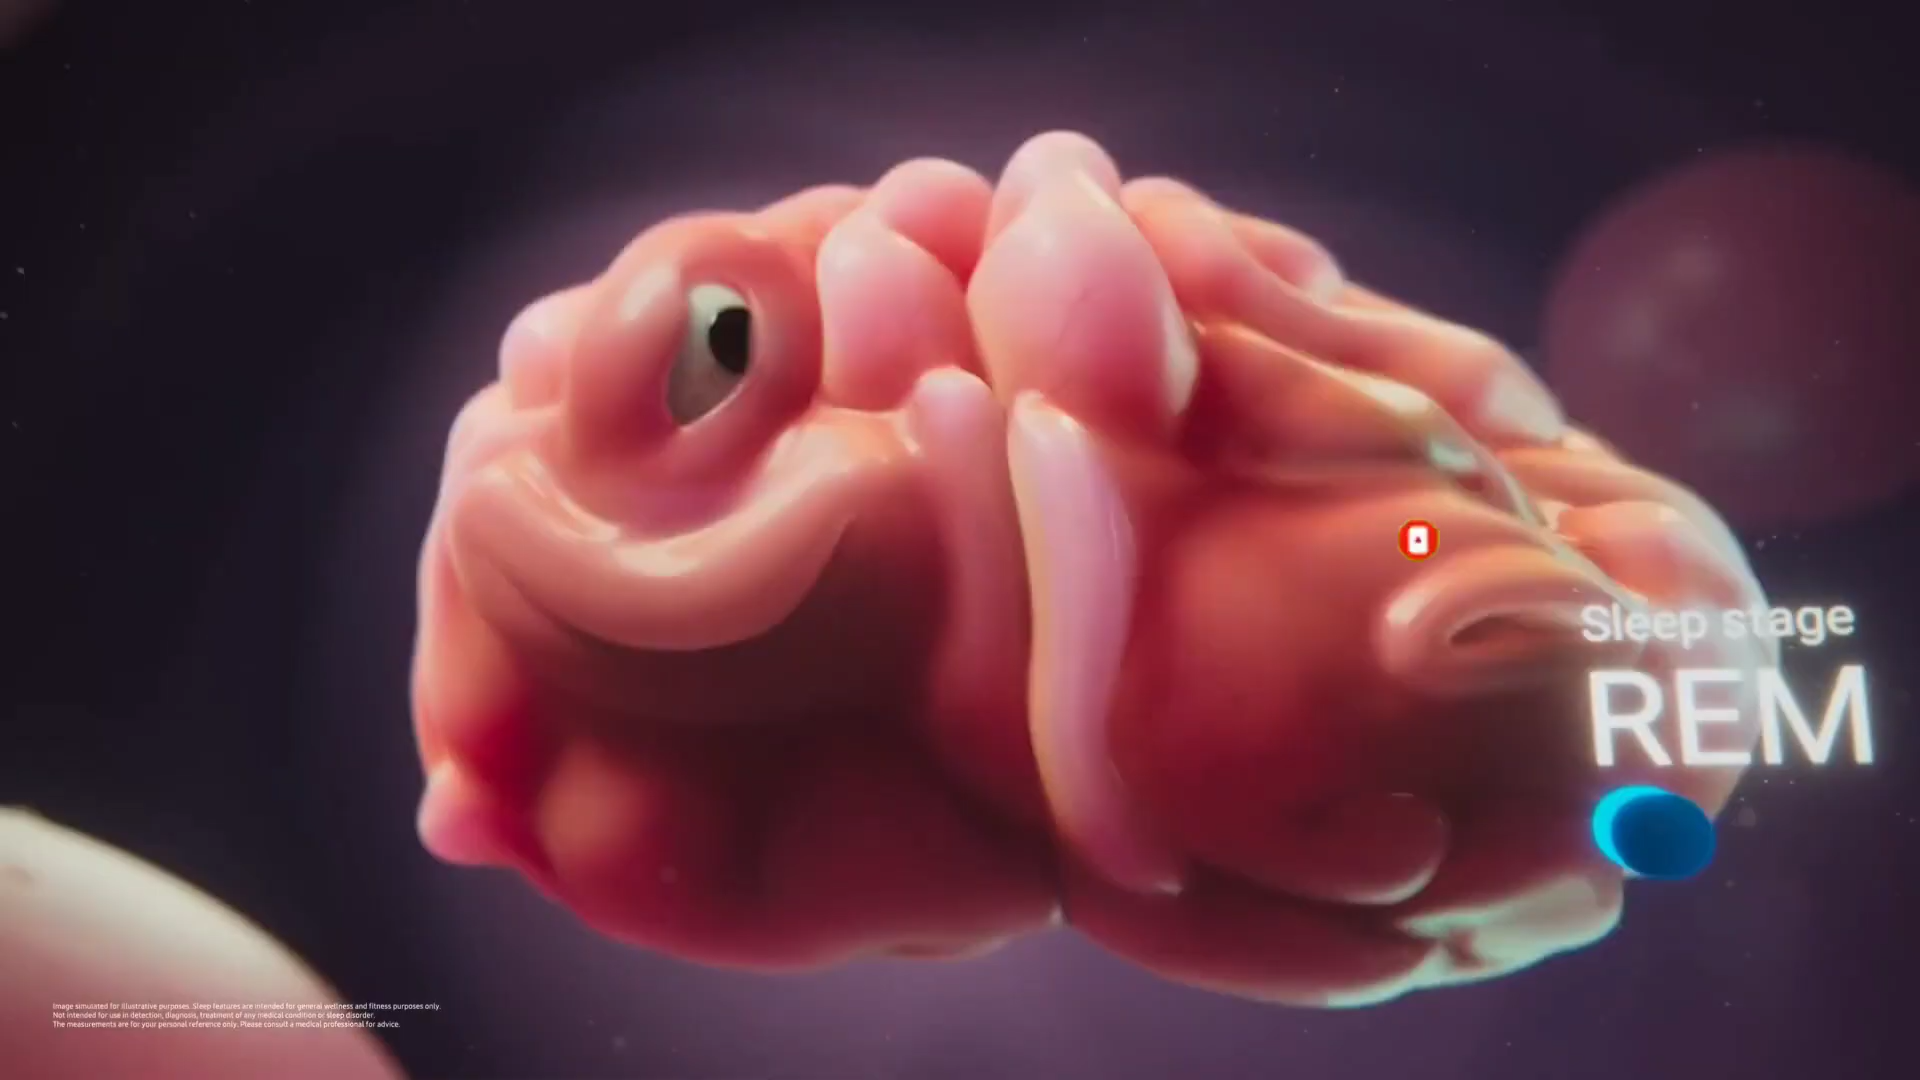 Sleep stage
REM
Image simulated for illustrative purposes. Sleep features are intended for general wellness and fitness purposes only.
Not intended for use in detection, diagnosis, treatment of any medical condition or sleep disorder.
The measurements are for your personal reference only. Please consult a medical professional for advice.